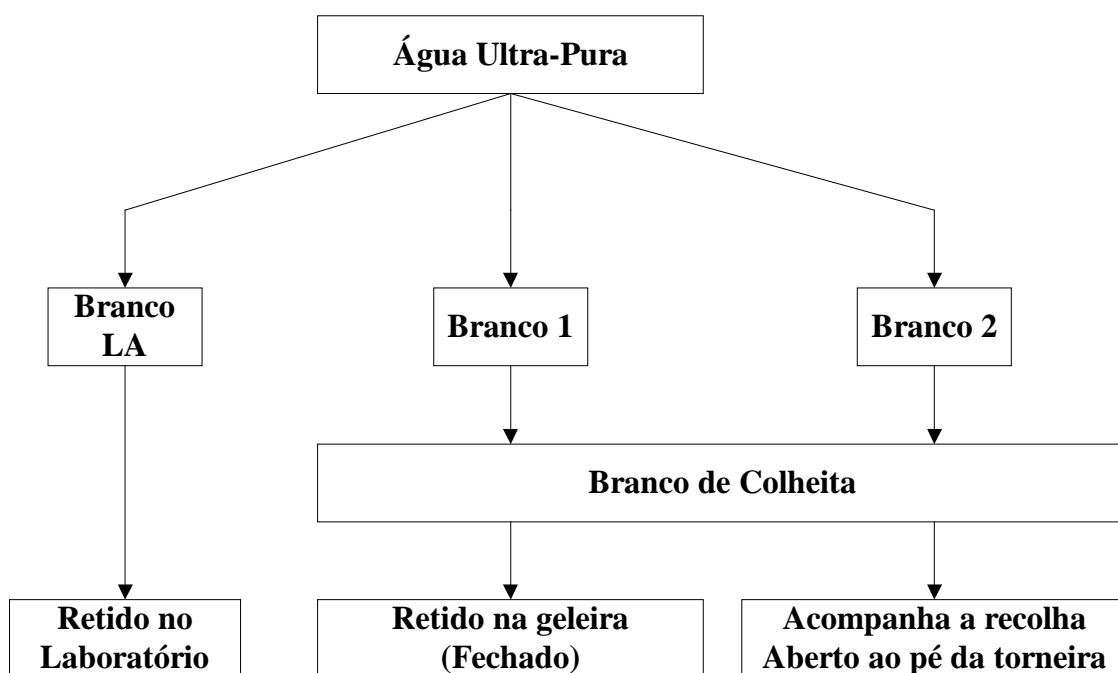 Água Ultra-Pura
Branco
LA
Branco 1
Branco 2
Branco de Colheita
Retido no
Laboratório
Retido na geleira
(Fechado)
Acompanha a recolha
Aberto ao pé da torneira